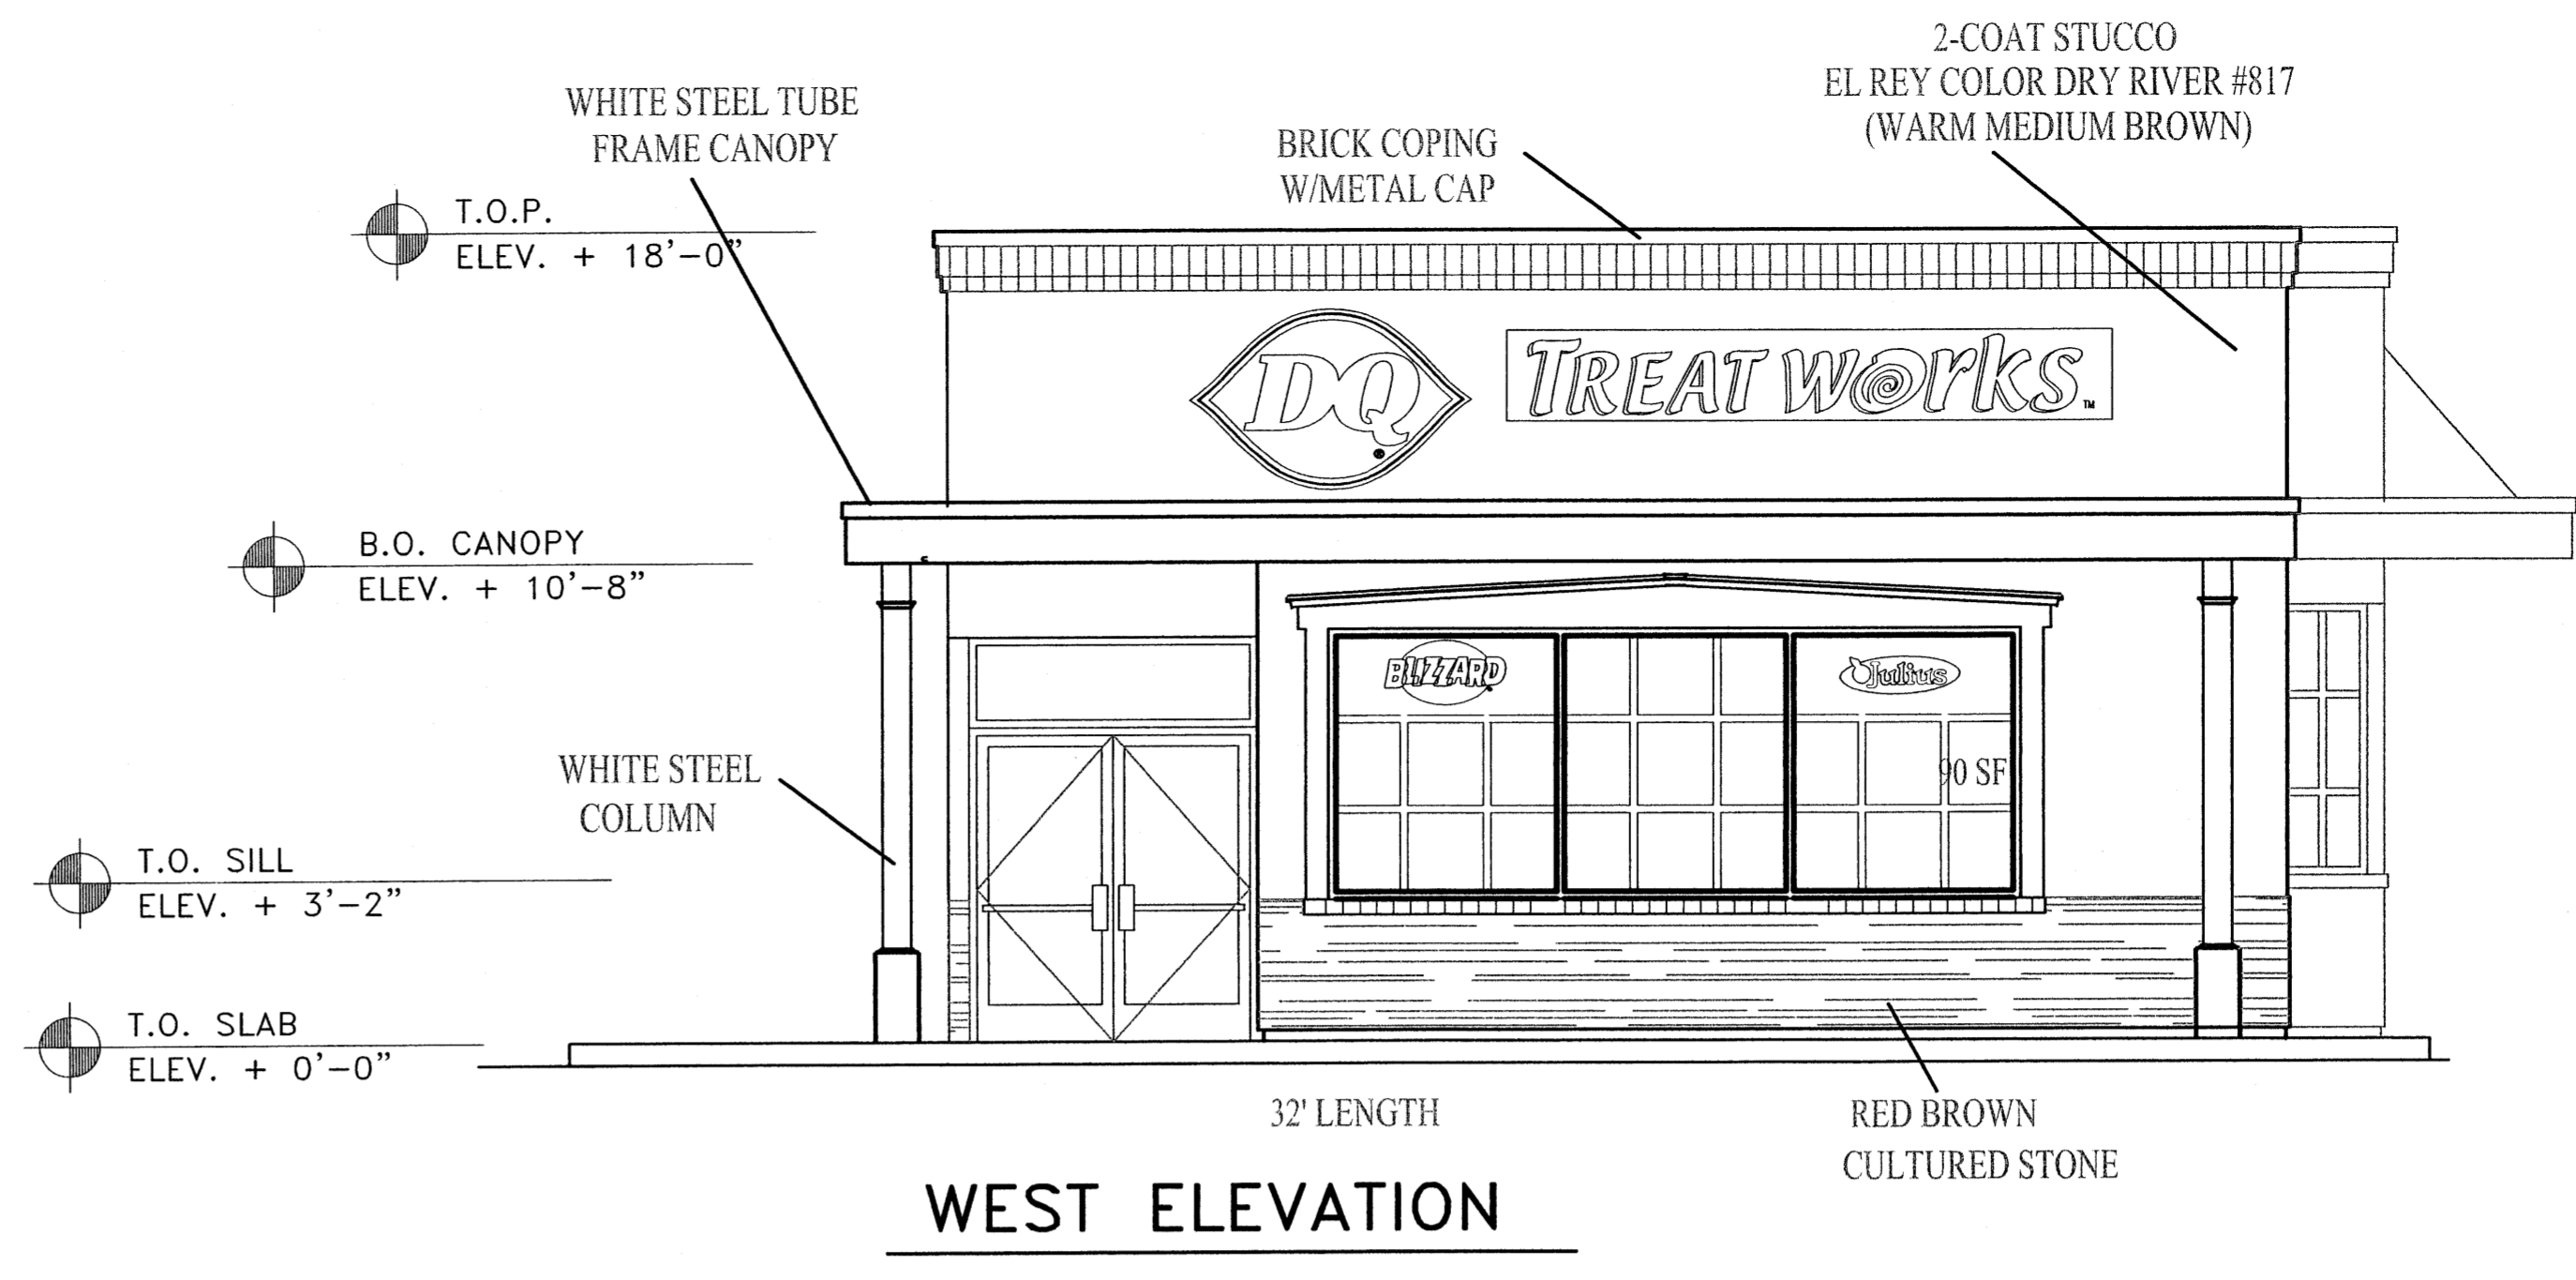 2-COAT STUCCO
EL REY COLOR DRY RIVER #817
(WARM MEDIUM BROWN)
WHITE STEEL TUBE
FRAME CANOPY
BRICK COPING
W/METAL CAP
T.O.P.
ELEV. + 18'-0"
DQ®
TREAT WORKS™
B.O. CANOPY
ELEV. + 10'-8"
BLIZZARD
Julius
90 SF
WHITE STEEL
COLUMN
T.O. SILL
ELEV. + 3'-2"
T.O. SLAB
ELEV. + 0'-0"
32' LENGTH
RED BROWN
CULTURED STONE
WEST ELEVATION